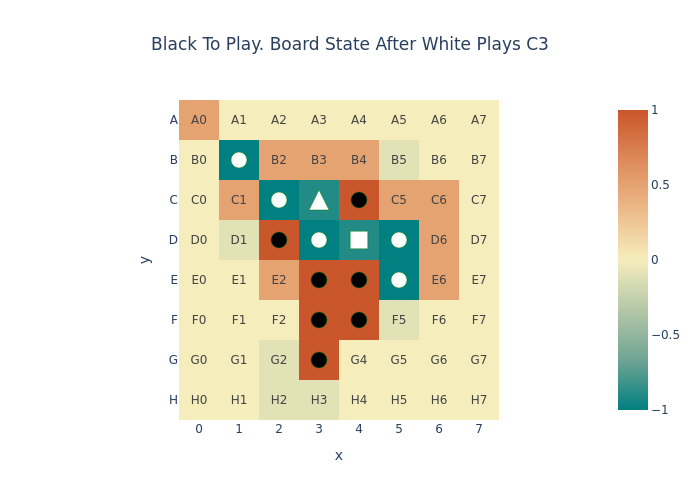 Black To Play. Board State After White Plays C3
A A0 A1 A2 A3 A4 A5 A6 A7
B B0 B2 B3 B4 B5 B6 B7
C C0 C1 C5 C6 C7
D D0 D1 D6 D7
E E0 E1 E2 E6 E7
F F0 F1 F2 F5 F6 F7
G G0 G1 G2 G4 G5 G6 G7
H H0 H1 H2 H3 H4 H5 H6 H7
0 1 2 3 4 5 6 7
x
y
1
0.5
0
−0.5
−1